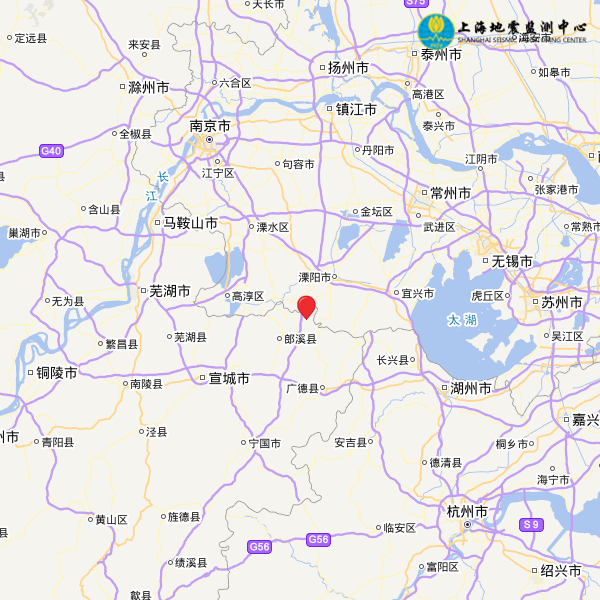 天长市
S75
上海地震监测中心
SHANGHAI SEISMO
ING CENTER
定远县
来安县
海安市
泰州市
扬州市
如皋市
滁州市
六合区
高港区
镇江市
泰兴市
南京市
全椒县
G40
丹阳市
江阴市
句容市
江宁区
长
江
张家港市
常州市
含山县
金坛区
马鞍山市
溧水区
武进区
常熟市
巢湖市
无锡市
溧阳市
芜湖市
高淳区
宜兴市
虎丘区
苏州市
无为县
太 湖
吴江区
芜湖县
郎溪县
繁昌县
长兴县
铜陵市
宣城市
南陵县
广德县
湖州市
嘉兴
泾县
州市
青阳县
宁国市
安吉县
桐乡市
德清县
海宁市
黄山区
旌德县
杭州市
临安区
S 9
G56
G56
绩溪县
富阳区
绍兴市
歙县